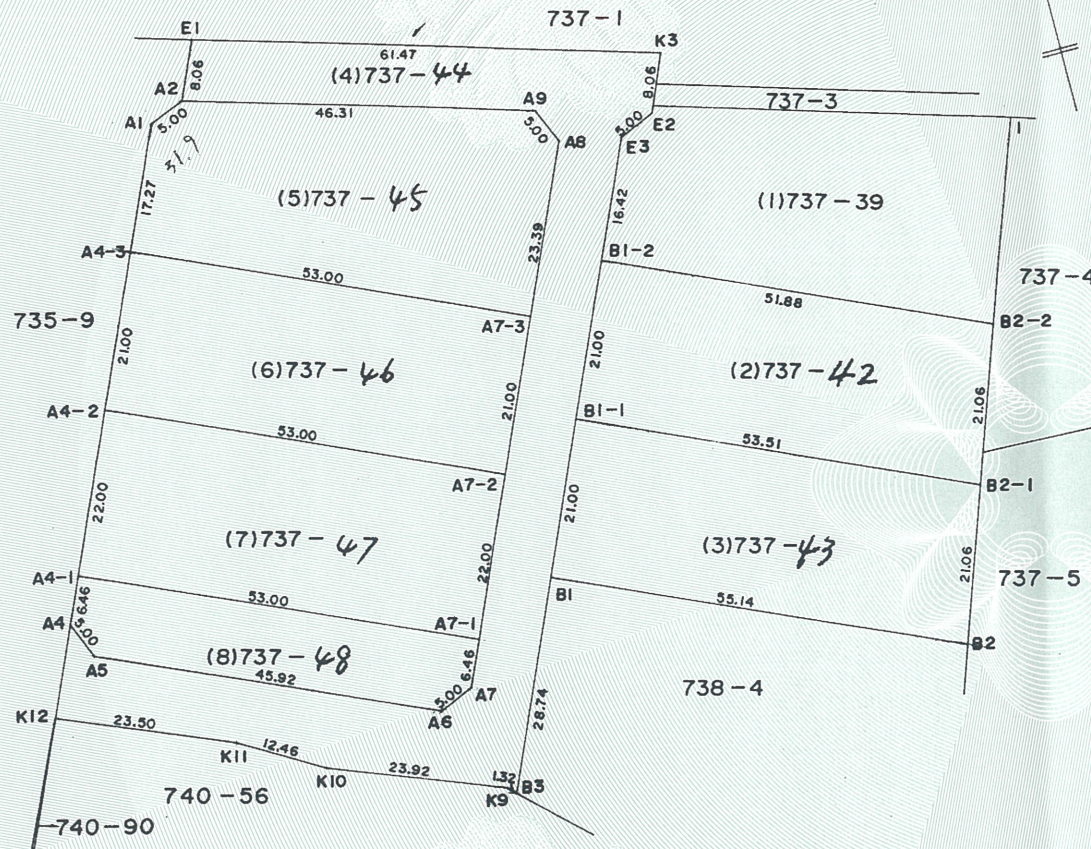 737-1
E1
K3
61.47
(4)737-44
8.06
8.06
A2
A9
737-3
46.31
A1
5.00
5.00
A8
5.00
E2
E3
1
31.9
17.27
(5)737-45
16.42
(1)737-39
23.39
A4-3
B1-2
53.00
51.88
737-4
735-9
A7-3
B2-2
21.00
(6)737-46
21.00
(2)737-42
21.00
21.06
A4-2
B1-1
53.00
53.51
A7-2
B2-1
22.00
(7)737-47
21.00
(3)737-43
22.00
21.06
737-5
A4-1
B1
53.00
55.14
6.46
A4
5.00
A7-1
B2
(8)737-48
6.46
A5
45.92
5.00
A7
738-4
A6
28.74
K12
23.50
K11
12.46
K10
23.92
1.32
B3
K9
740-56
740-90